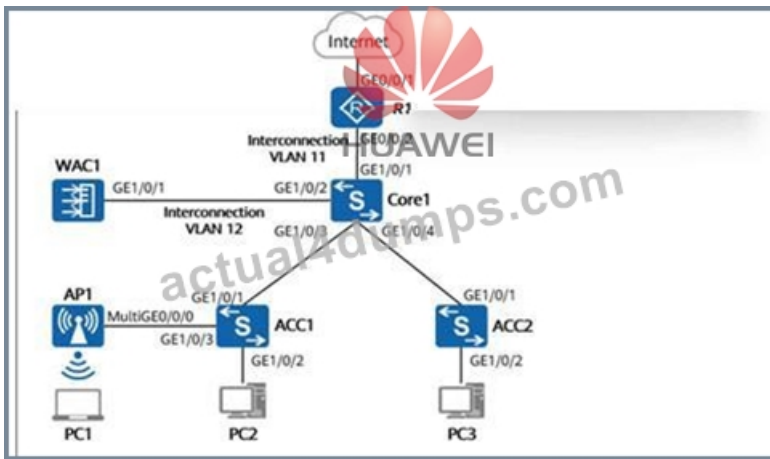 Internet
GE0/0/1
R1
Interconnection
VLAN 11
GE0/0/2
HUAWEI
GE1/0/1
WAC1
GE1/0/1
GE1/0/2
Core1
Interconnection
VLAN 12
GE1/0/3
GE1/0/4
actual4dumps.com
AP1
GE1/0/1
GE1/0/1
MultiGE0/0/0
ACC1
ACC2
GE1/0/3
GE1/0/2
GE1/0/2
PC1
PC2
PC3
S
S
S
R